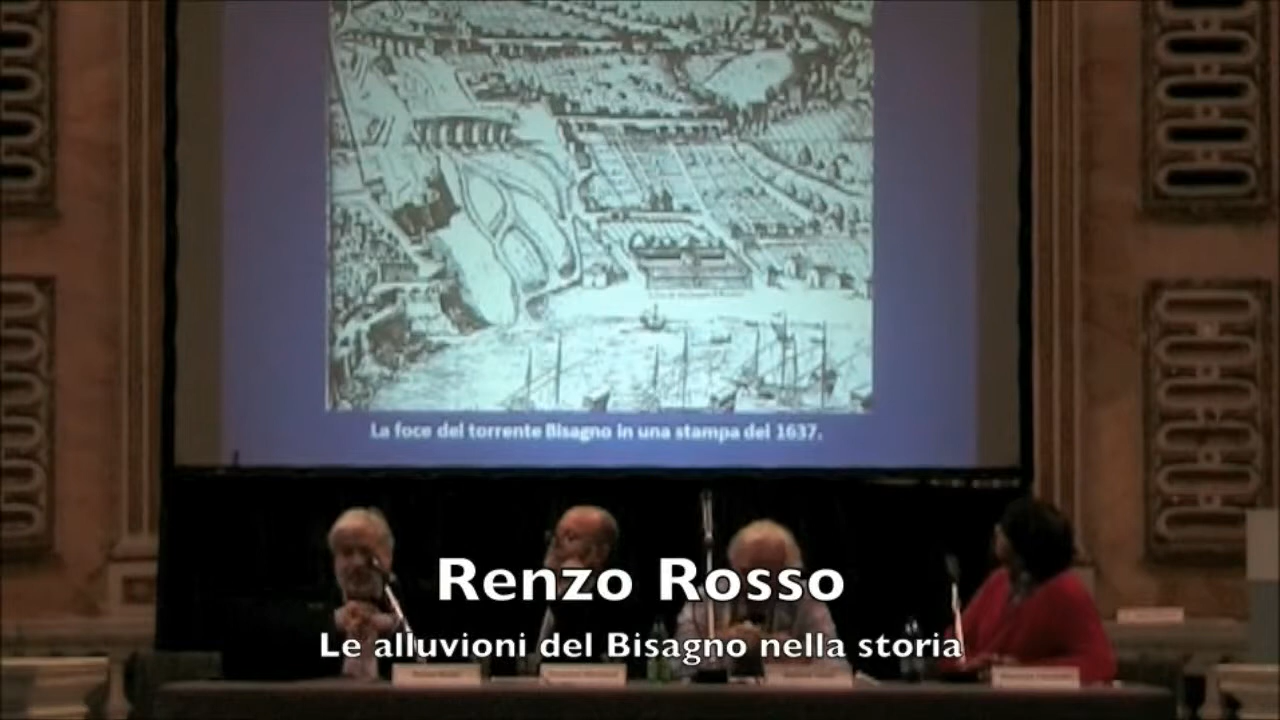 La foce del torrente Bisagno in una stampa del 1637.
Renzo Rosso
Le alluvioni del Bisagno nella storia